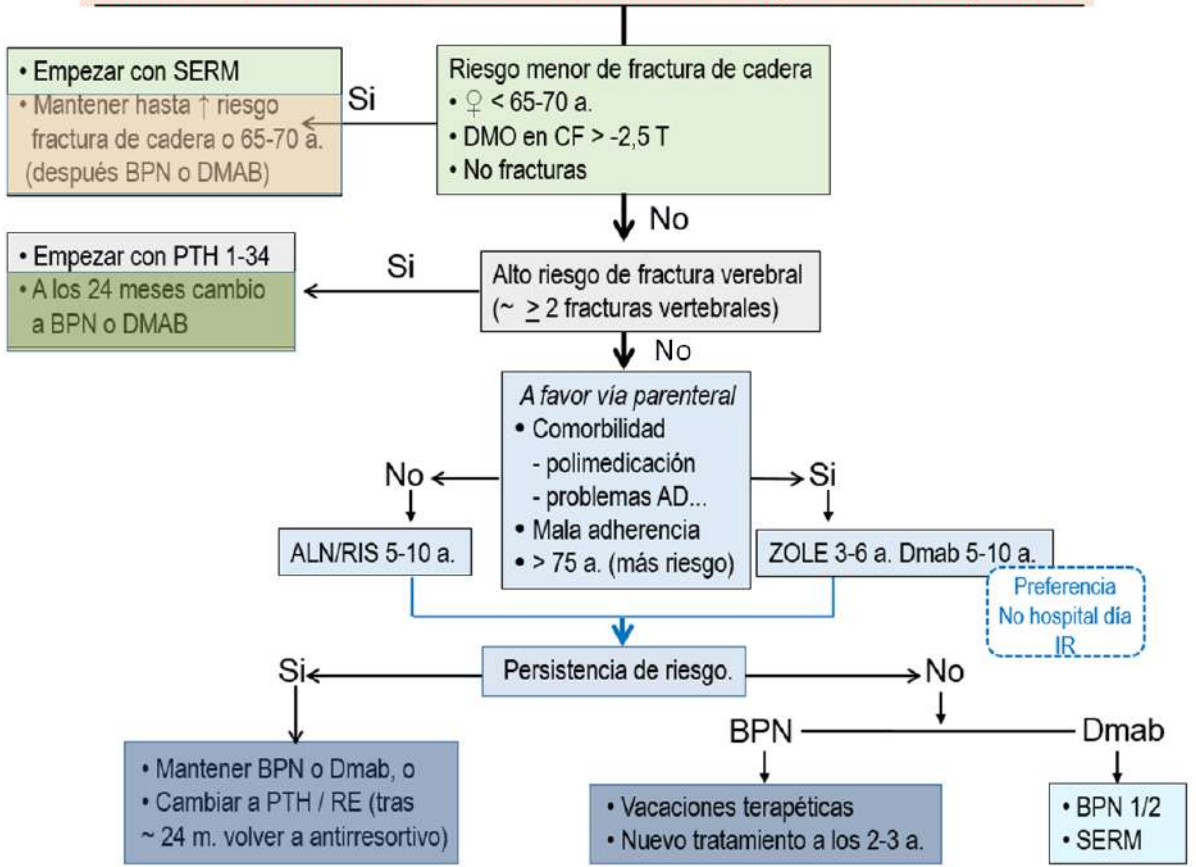 • Empezar con SERM
• Mantener hasta ↑ riesgo
fractura de cadera o 65-70 a.
(después BPN o DMAB)
Si
Riesgo menor de fractura de cadera
• ♀ < 65-70 a.
• DMO en CF > -2,5 T
• No fracturas
No
• Empezar con PTH 1-34
• A los 24 meses cambio
a BPN o DMAB
Si
Alto riesgo de fractura verebral
(~ ≥ 2 fracturas vertebrales)
No
A favor vía parenteral
• Comorbilidad
- polimedicación
- problemas AD...
• Mala adherencia
• > 75 a. (más riesgo)
No
Si
ALN/RIS 5-10 a.
ZOLE 3-6 a. Dmab 5-10 a.
Preferencia
No hospital día
IR
Persistencia de riesgo.
Si
No
BPN
Dmab
• Mantener BPN o Dmab, o
• Cambiar a PTH / RE (tras
~ 24 m. volver a antirresortivo)
• Vacaciones terapéticas
• Nuevo tratamiento a los 2-3 a.
• BPN 1/2
• SERM